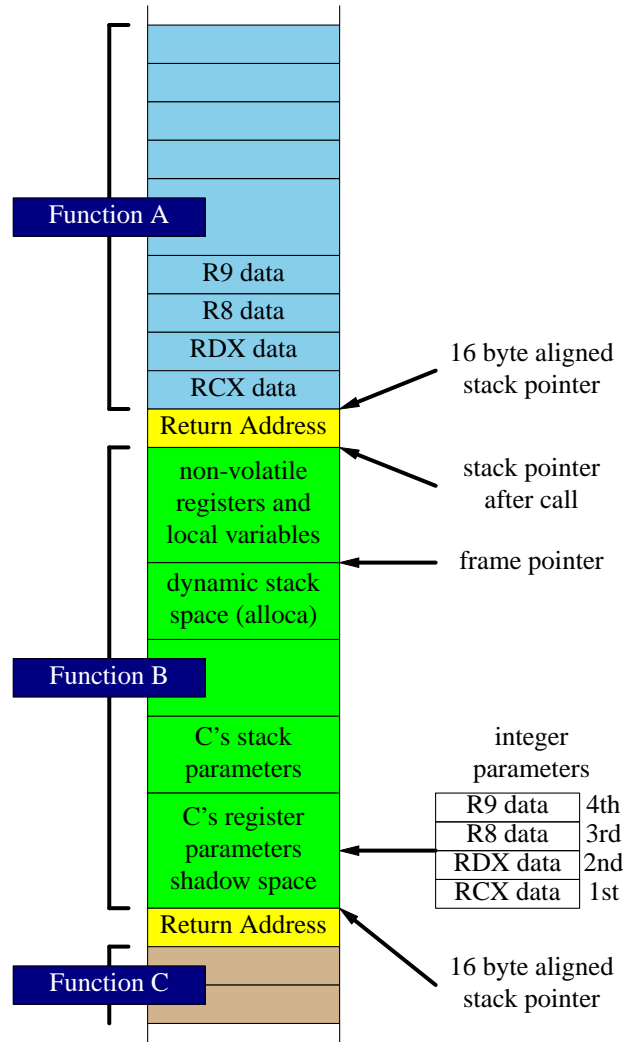 Function A
R9 data
R8 data
RDX data
RCX data
16 byte aligned
stack pointer
Return Address
non-volatile
registers and
local variables
stack pointer
after call
frame pointer
dynamic stack
space (alloca)
Function B
C’s stack
parameters
integer
parameters
C’s register
parameters
shadow space
R9 data 4th
R8 data 3rd
RDX data 2nd
RCX data 1st
Return Address
16 byte aligned
stack pointer
Function C